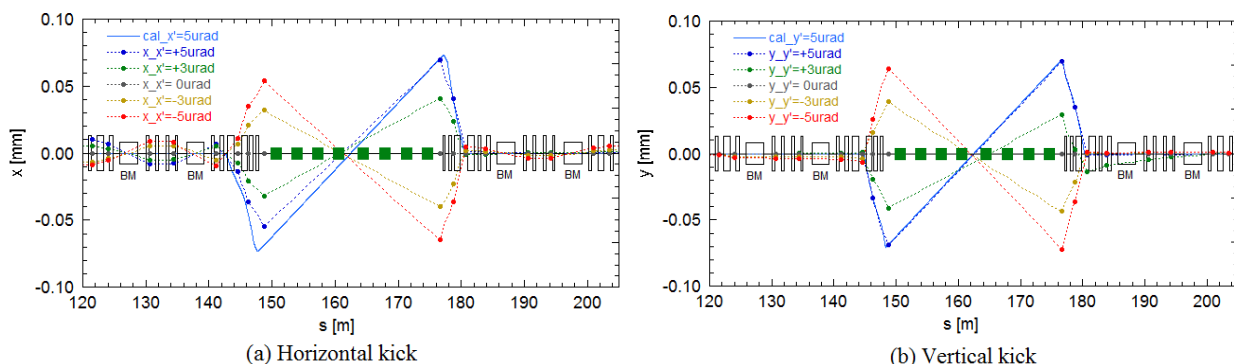 0.10
0.05
0.00
-0.05
-0.10
x [mm]
cal_x'=5urad
x_x'=+5urad
x_x'=+3urad
x_x'= 0urad
x_x'=-3urad
x_x'=-5urad
BM
BM
BM
BM
120 130 140 150 160 170 180 190 200
s [m]
(a) Horizontal kick
0.10
0.05
0.00
-0.05
-0.10
y [mm]
cal_y'=5urad
y_y'=+5urad
y_y'=+3urad
y_y'= 0urad
y_y'=-3urad
y_y'=-5urad
BM
BM
BM
BM
120 130 140 150 160 170 180 190 200
s [m]
(b) Vertical kick